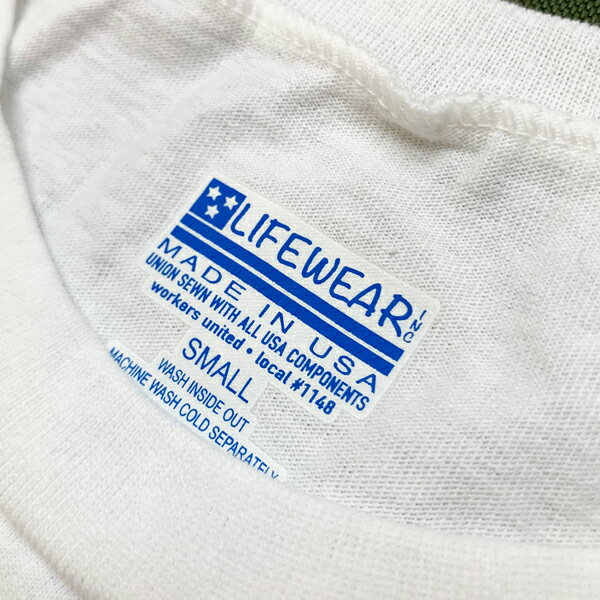 LIFEWEAR INC
MADE IN USA
UNION SEWN WITH ALL USA COMPONENTS
workers united • local #1148
SMALL
WASH INSIDE OUT
MACHINE WASH COLD SEPARATELY